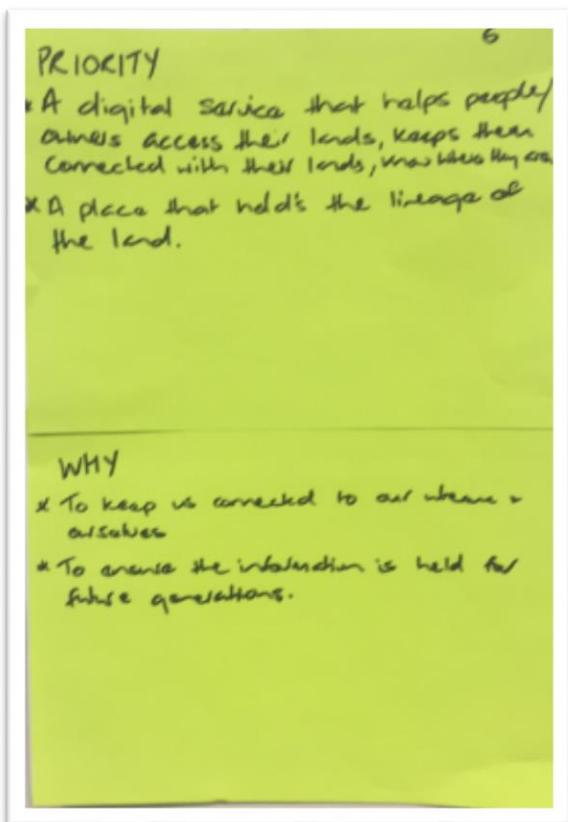 6
PRIORITY
* A digital service that helps people/
owners access their lands, keeps them
connected with their lands, know where they are.
* A place that holds the lineage of
the land.
WHY
* To keep us connected to our whenua +
ourselves
* To ensure the information is held for
future generations.